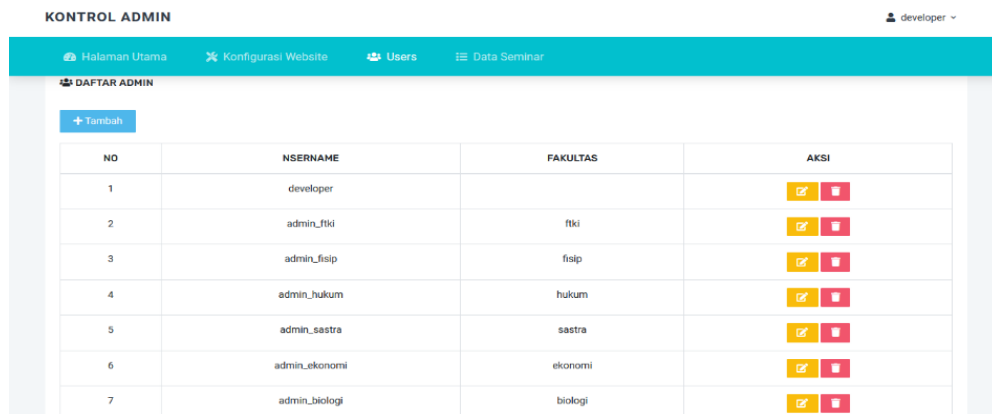 KONTROL ADMIN developer
Halaman Utama Konfigurasi Website Users Data Seminar
DAFTAR ADMIN
+ Tambah
NO NSERNAME FAKULTAS AKSI
1 developer
2 admin_ftki ftki
3 admin_fisip fisip
4 admin_hukum hukum
5 admin_sastra sastra
6 admin_ekonomi ekonomi
7 admin_biologi biologi